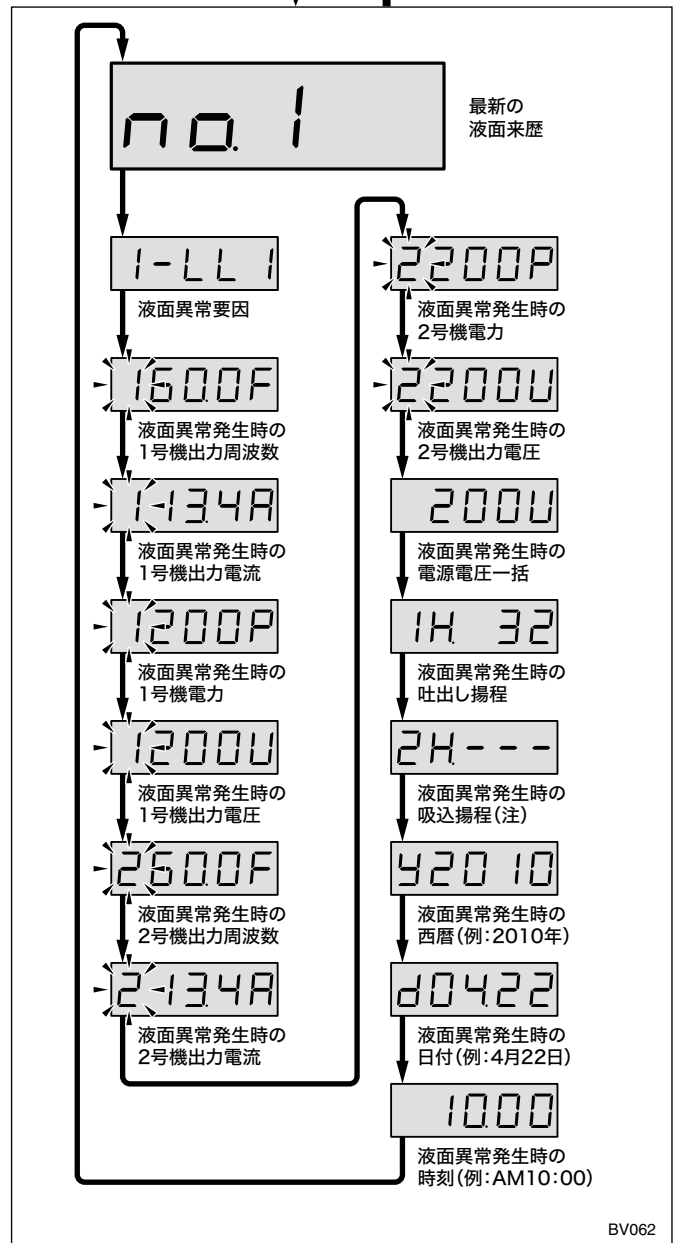 no. 1
最新の
液面来歴
1-LL1
液面異常要因
160.0F
液面異常発生時の
1号機出力周波数
113.4A
液面異常発生時の
1号機出力電流
1200P
液面異常発生時の
1号機電力
1200U
液面異常発生時の
1号機出力電圧
260.0F
液面異常発生時の
2号機出力周波数
213.4A
液面異常発生時の
2号機出力電流
2200P
液面異常発生時の
2号機電力
2200U
液面異常発生時の
2号機出力電圧
200U
液面異常発生時の
電源電圧一括
1H. 32
液面異常発生時の
吐出し揚程
2H.---
液面異常発生時の
吸込揚程(注)
y2010
液面異常発生時の
西暦(例:2010年)
d04.22
液面異常発生時の
日付(例:4月22日)
10.00
液面異常発生時の
時刻(例:AM10:00)
BV062